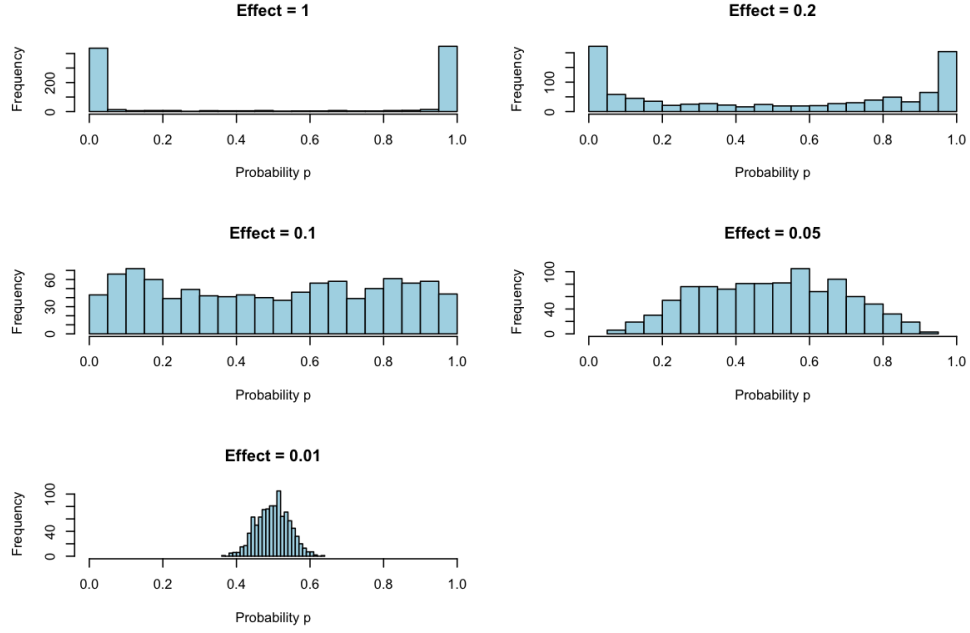 Effect = 1
Frequency
0 200
0.0 0.2 0.4 0.6 0.8 1.0
Probability p
Effect = 0.2
Frequency
0 100
0.0 0.2 0.4 0.6 0.8 1.0
Probability p
Effect = 0.1
Frequency
0 30 60
0.0 0.2 0.4 0.6 0.8 1.0
Probability p
Effect = 0.05
Frequency
0 40 100
0.0 0.2 0.4 0.6 0.8 1.0
Probability p
Effect = 0.01
Frequency
0 40 100
0.0 0.2 0.4 0.6 0.8 1.0
Probability p